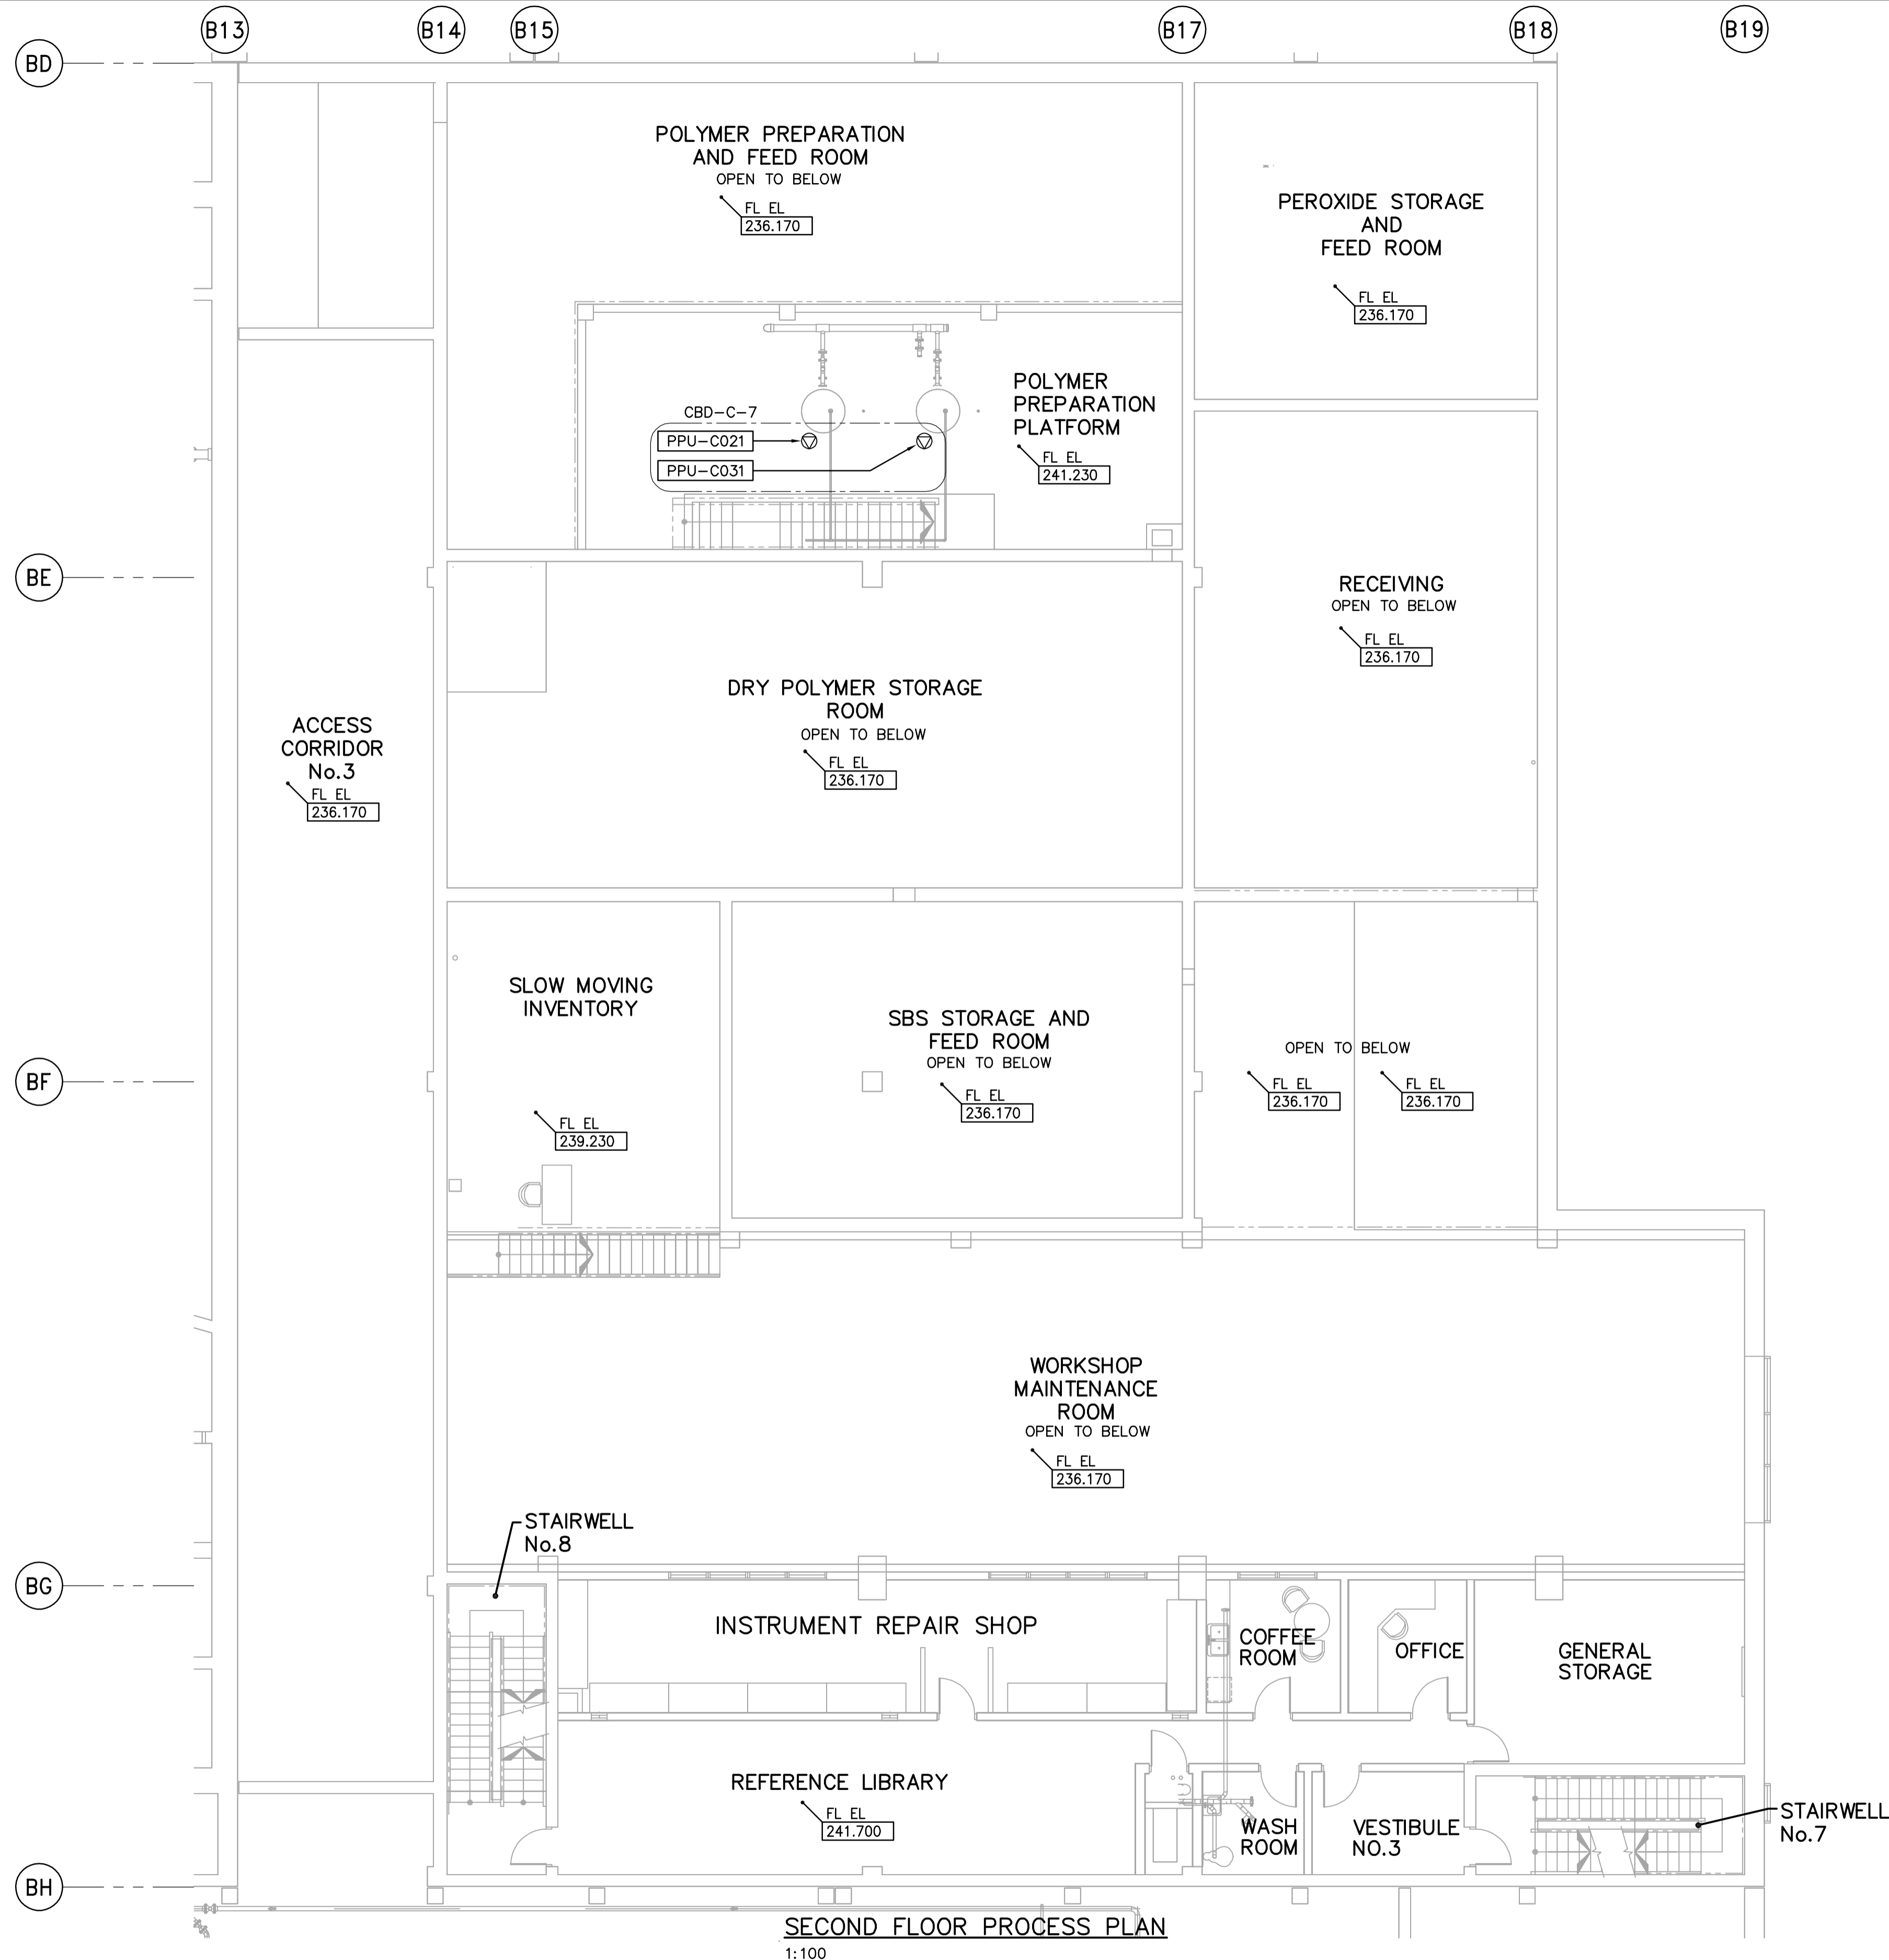 B13
B14
B15
B17
B18
B19
BD
POLYMER PREPARATION
AND FEED ROOM
OPEN TO BELOW
FL EL
236.170
PEROXIDE STORAGE
AND
FEED ROOM
FL EL
236.170
POLYMER
PREPARATION
PLATFORM
FL EL
241.230
CBD-C-7
PPU-C021
PPU-C031
BE
RECEIVING
OPEN TO BELOW
FL EL
236.170
DRY POLYMER STORAGE
ROOM
OPEN TO BELOW
FL EL
236.170
ACCESS
CORRIDOR
No.3
FL EL
236.170
SLOW MOVING
INVENTORY
FL EL
239.230
SBS STORAGE AND
FEED ROOM
OPEN TO BELOW
FL EL
236.170
OPEN TO BELOW
FL EL
236.170
FL EL
236.170
BF
WORKSHOP
MAINTENANCE
ROOM
OPEN TO BELOW
FL EL
236.170
STAIRWELL
No.8
BG
INSTRUMENT REPAIR SHOP
COFFEE
ROOM
OFFICE
GENERAL
STORAGE
REFERENCE LIBRARY
FL EL
241.700
WASH
ROOM
VESTIBULE
NO.3
STAIRWELL
No.7
BH
SECOND FLOOR PROCESS PLAN
1:100